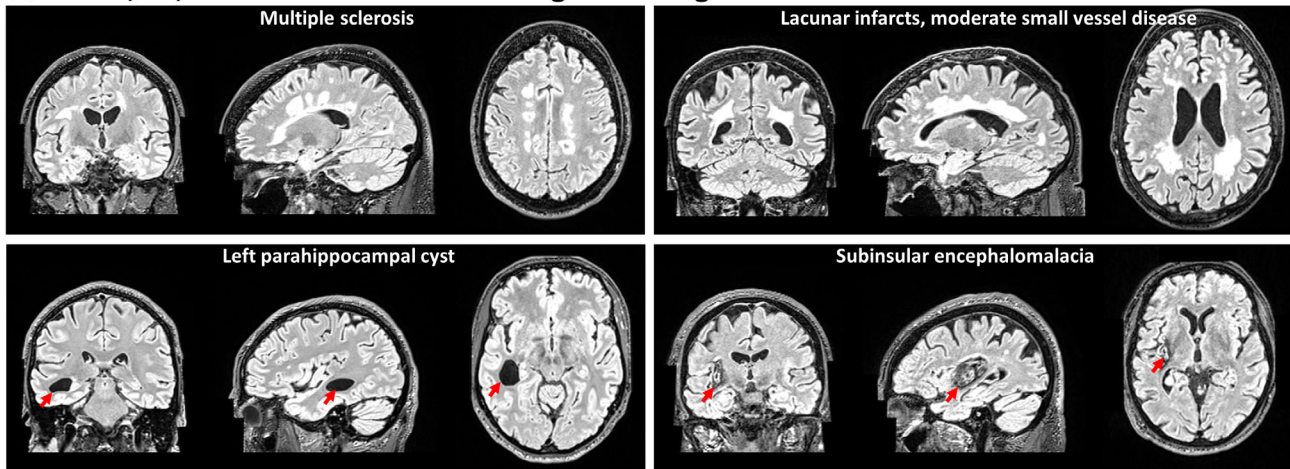 Multiple sclerosis
Lacunar infarcts, moderate small vessel disease
Left parahippocampal cyst
Subinsular encephalomalacia